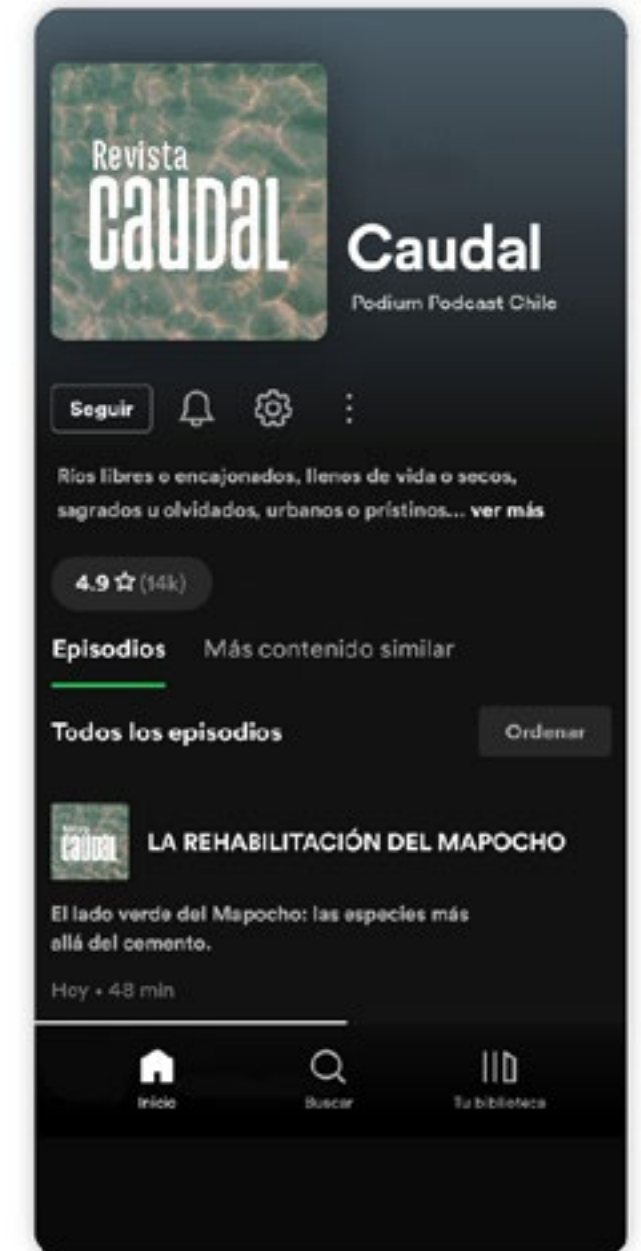 Revista
CAUDAL
Caudal
Podium Podcast Chile
Seguir
Ríos libres o encajonados, llenos de vida o secos,
sagrados u olvidados, urbanos o prístinos... ver más
4.9 (14k)
Episodios Más contenido similar
Todos los episodios Ordenar
Revista
CAUDAL
LA REHABILITACIÓN DEL MAPOCHO
El lado verde del Mapocho: las especies más
allá del cemento.
Hoy • 48 min
Inicio Buscar Tu biblioteca